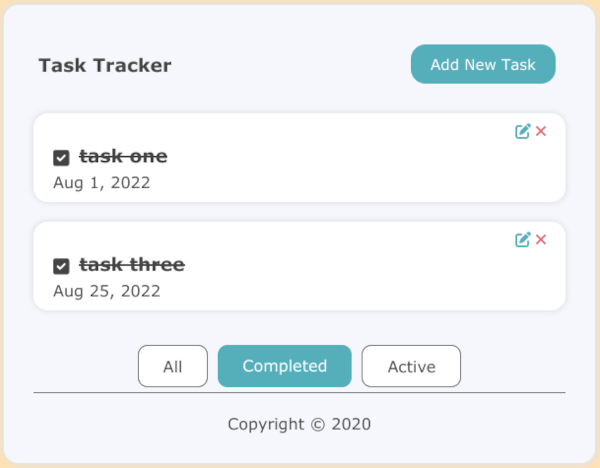 Task Tracker
Add New Task
task one
Aug 1, 2022
task three
Aug 25, 2022
All
Completed
Active
Copyright © 2020